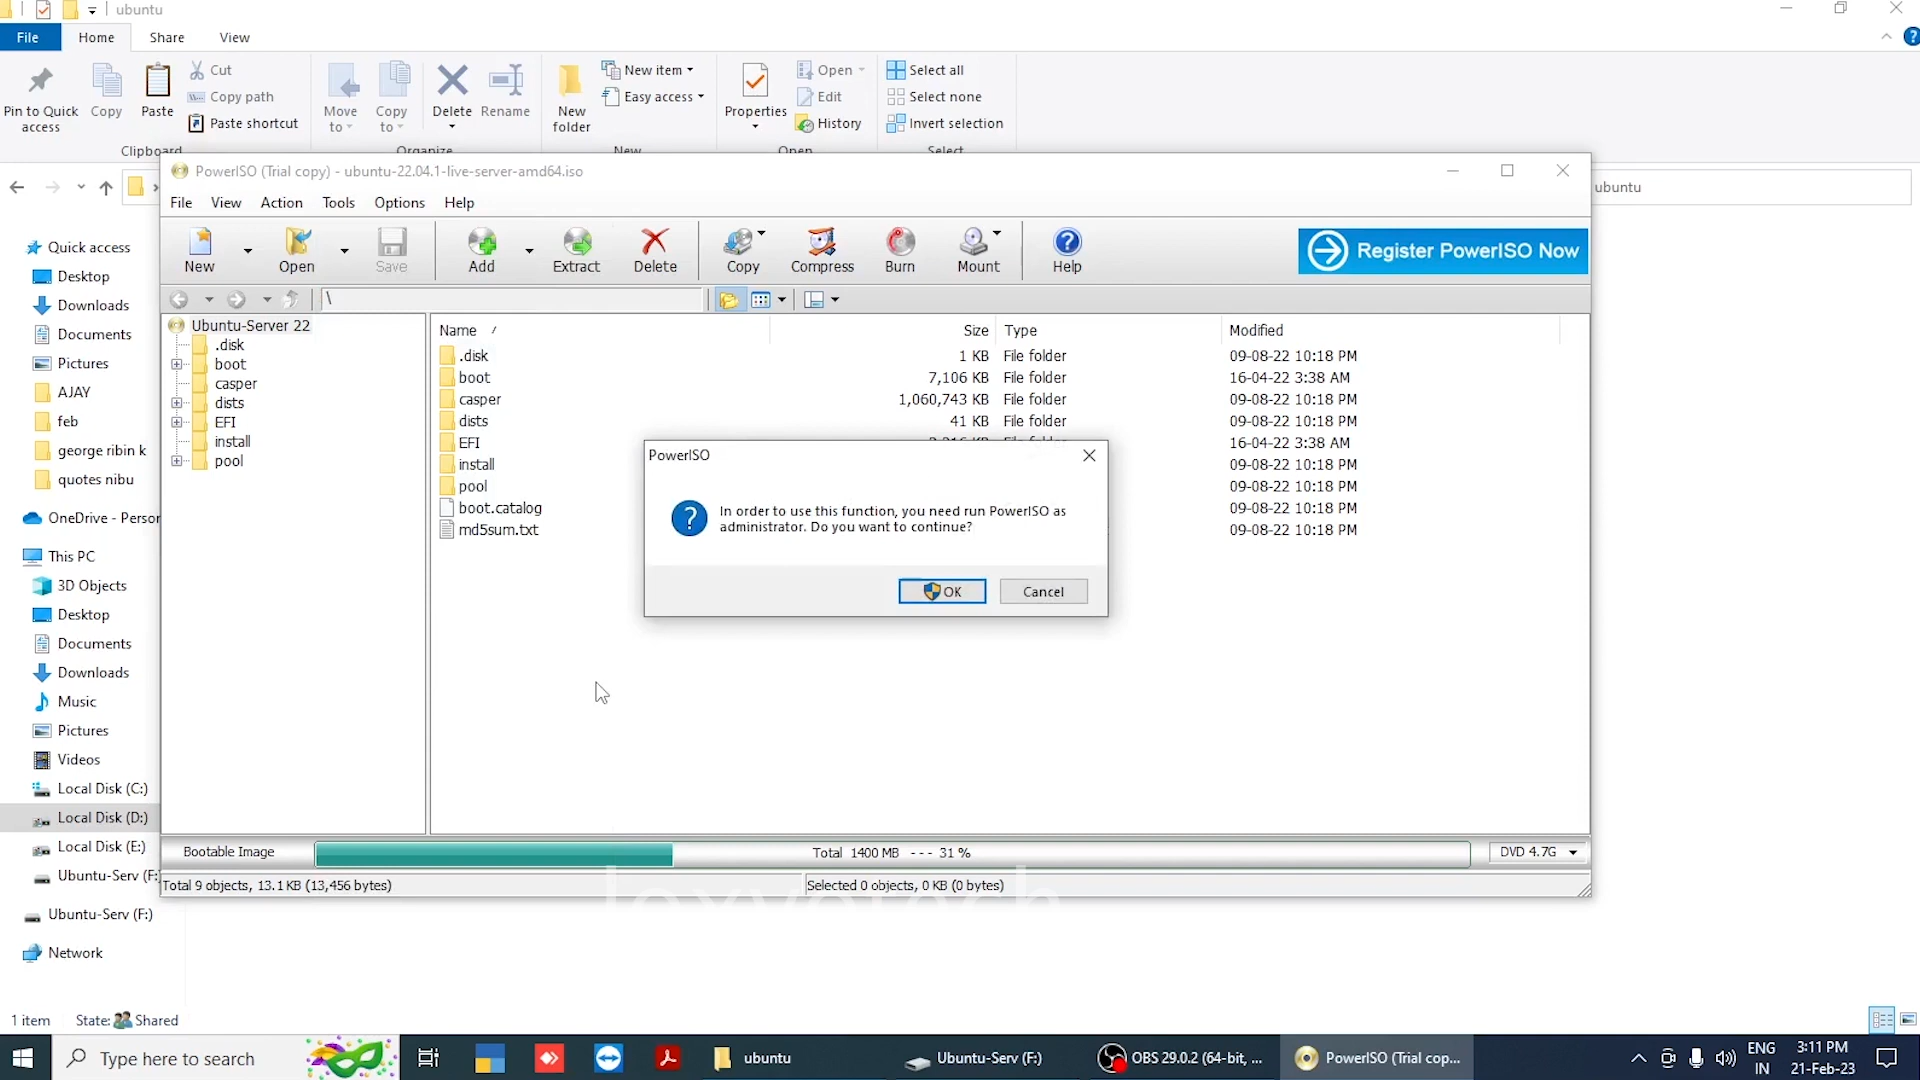 ubuntu
File Home Share View
Pin to Quick access
Copy
Paste
Cut
Copy path
Paste shortcut
Clipboard
Move to
Copy to
Delete
Rename
Organize
New folder
New item
Easy access
New
Properties
Open
Edit
History
Open
Select all
Select none
Invert selection
Select
PowerISO (Trial copy) - ubuntu-22.04.1-live-server-amd64.iso
ubuntu
File View Action Tools Options Help
New Open Save Add Extract Delete Copy Compress Burn Mount Help
Register PowerISO Now
\
Quick access
Desktop
Downloads
Documents
Pictures
AJAY
feb
george ribin k
quotes nibu
OneDrive - Person
This PC
3D Objects
Desktop
Documents
Downloads
Music
Pictures
Videos
Local Disk (C:)
Local Disk (D:)
Local Disk (E:)
Ubuntu-Serv (F:
Ubuntu-Serv (F:)
Network
Ubuntu-Server 22
.disk
boot
casper
dists
EFI
install
pool
Name Size Type Modified
.disk 1 KB File folder 09-08-22 10:18 PM
boot 7,106 KB File folder 16-04-22 3:38 AM
casper 1,060,743 KB File folder 09-08-22 10:18 PM
dists 41 KB File folder 09-08-22 10:18 PM
EFI File folder 16-04-22 3:38 AM
install 09-08-22 10:18 PM
pool 09-08-22 10:18 PM
boot.catalog 09-08-22 10:18 PM
md5sum.txt 09-08-22 10:18 PM
PowerISO
In order to use this function, you need run PowerISO as
administrator. Do you want to continue?
OK Cancel
Bootable Image Total 1400 MB --- 31 % DVD 4.7G
Total 9 objects, 13.1 KB (13,456 bytes) Selected 0 objects, 0 KB (0 bytes)
1 item State: Shared
Type here to search
ubuntu
Ubuntu-Serv (F:)
OBS 29.0.2 (64-bit, ...
PowerISO (Trial cop...
ENG
IN
3:11 PM
21-Feb-23